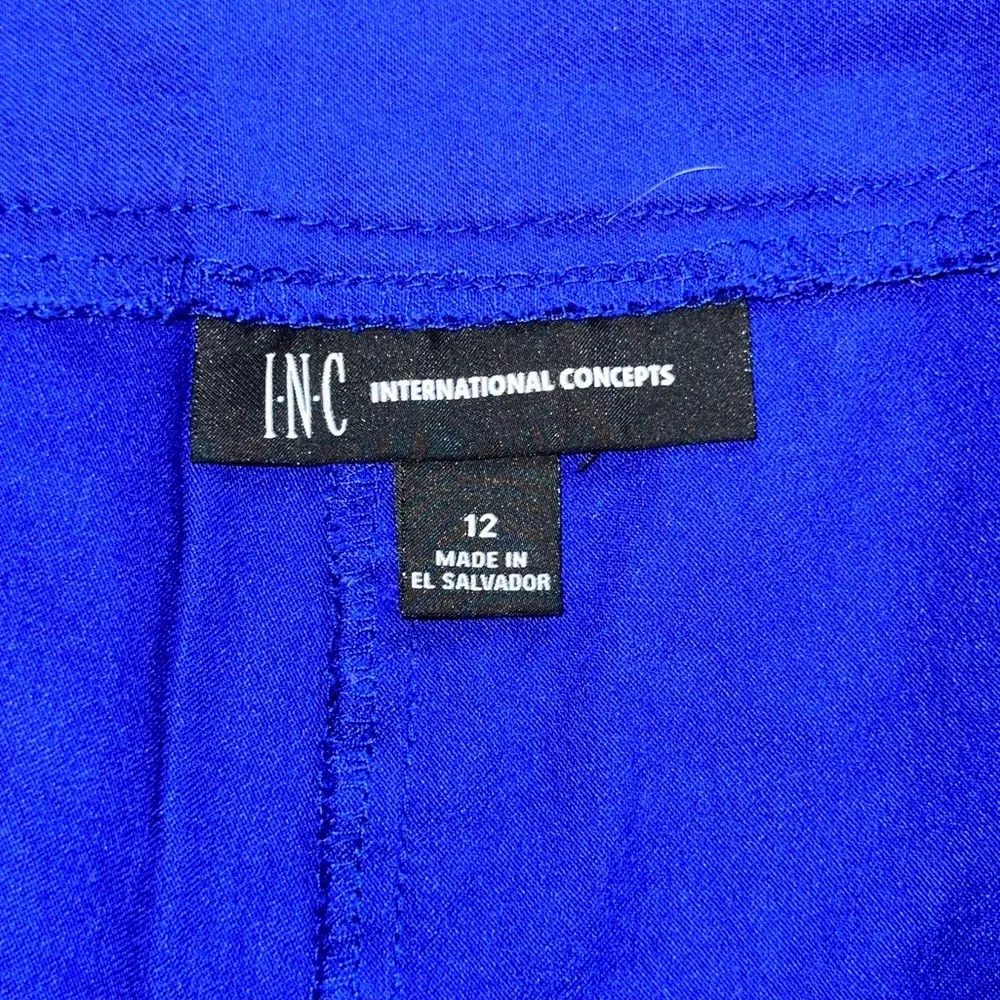 I·N·C INTERNATIONAL CONCEPTS
12
MADE IN
EL SALVADOR